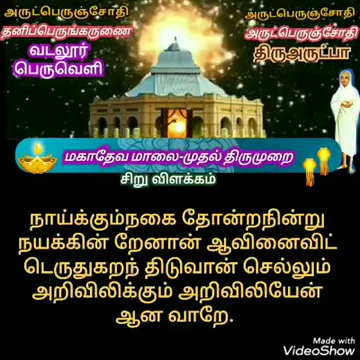 அருட்பெருஞ்சோதி
தனிப்பெருங்கருணை
வடலூர்
பெருவெளி
அருட்பெருஞ்சோதி
அருட்பெருஞ்சோதி
திருஅருட்பா
மகாதேவ மாலை-முதல் திருமுறை
சிறு விளக்கம்
நாய்க்கும்நகை தோன்றநின்று
நயக்கின் றேனான் ஆவினைவிட்
டெருதுகறந் திடுவான் செல்லும்
அறிவிலிக்கும் அறிவிலியேன்
ஆன வாறே.
Made with
VideoShow